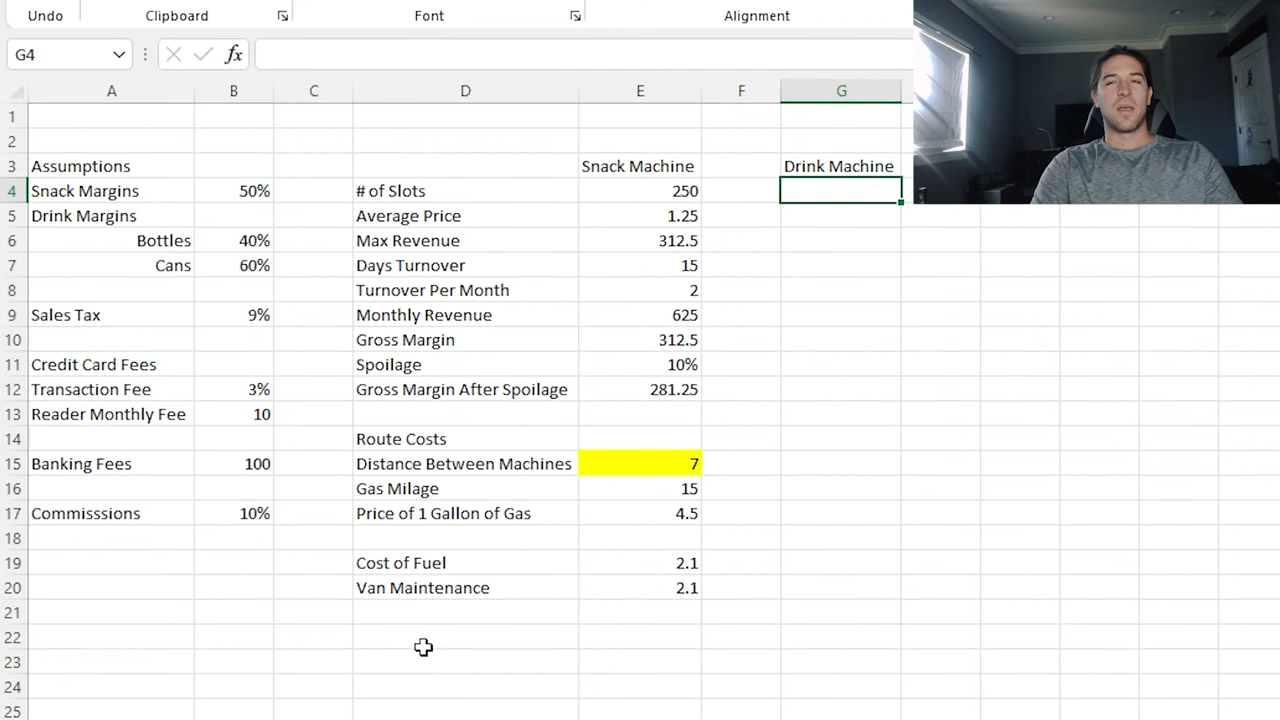 Undo Clipboard Font Alignment
G4 fx
A B C D E F G
1
2
3 Assumptions Snack Machine Drink Machine
4 Snack Margins 50% # of Slots 250
5 Drink Margins Average Price 1.25
6 Bottles 40% Max Revenue 312.5
7 Cans 60% Days Turnover 15
8 Turnover Per Month 2
9 Sales Tax 9% Monthly Revenue 625
10 Gross Margin 312.5
11 Credit Card Fees Spoilage 10%
12 Transaction Fee 3% Gross Margin After Spoilage 281.25
13 Reader Monthly Fee 10
14 Route Costs
15 Banking Fees 100 Distance Between Machines 7
16 Gas Milage 15
17 Commisssions 10% Price of 1 Gallon of Gas 4.5
18
19 Cost of Fuel 2.1
20 Van Maintenance 2.1
21
22
23
24
25